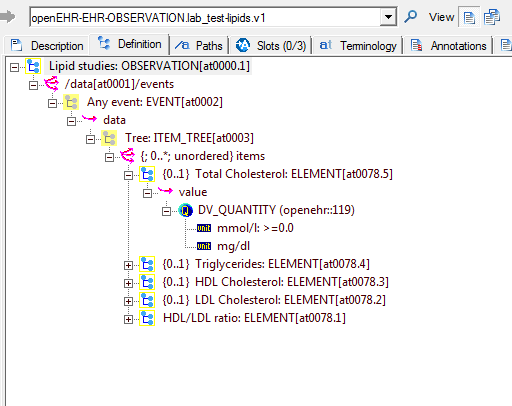 openEHR-EHR-OBSERVATION.lab_test-lipids.v1 View
Description Definition Paths Slots (0/3) Terminology Annotations
Lipid studies: OBSERVATION[at0000.1]
/data[at0001]/events
Any event: EVENT[at0002]
data
Tree: ITEM_TREE[at0003]
{; 0..*; unordered} items
{0..1} Total Cholesterol: ELEMENT[at0078.5]
value
DV_QUANTITY (openehr::119)
mmol/l: >=0.0
mg/dl
{0..1} Triglycerides: ELEMENT[at0078.4]
{0..1} HDL Cholesterol: ELEMENT[at0078.3]
{0..1} LDL Cholesterol: ELEMENT[at0078.2]
HDL/LDL ratio: ELEMENT[at0078.1]